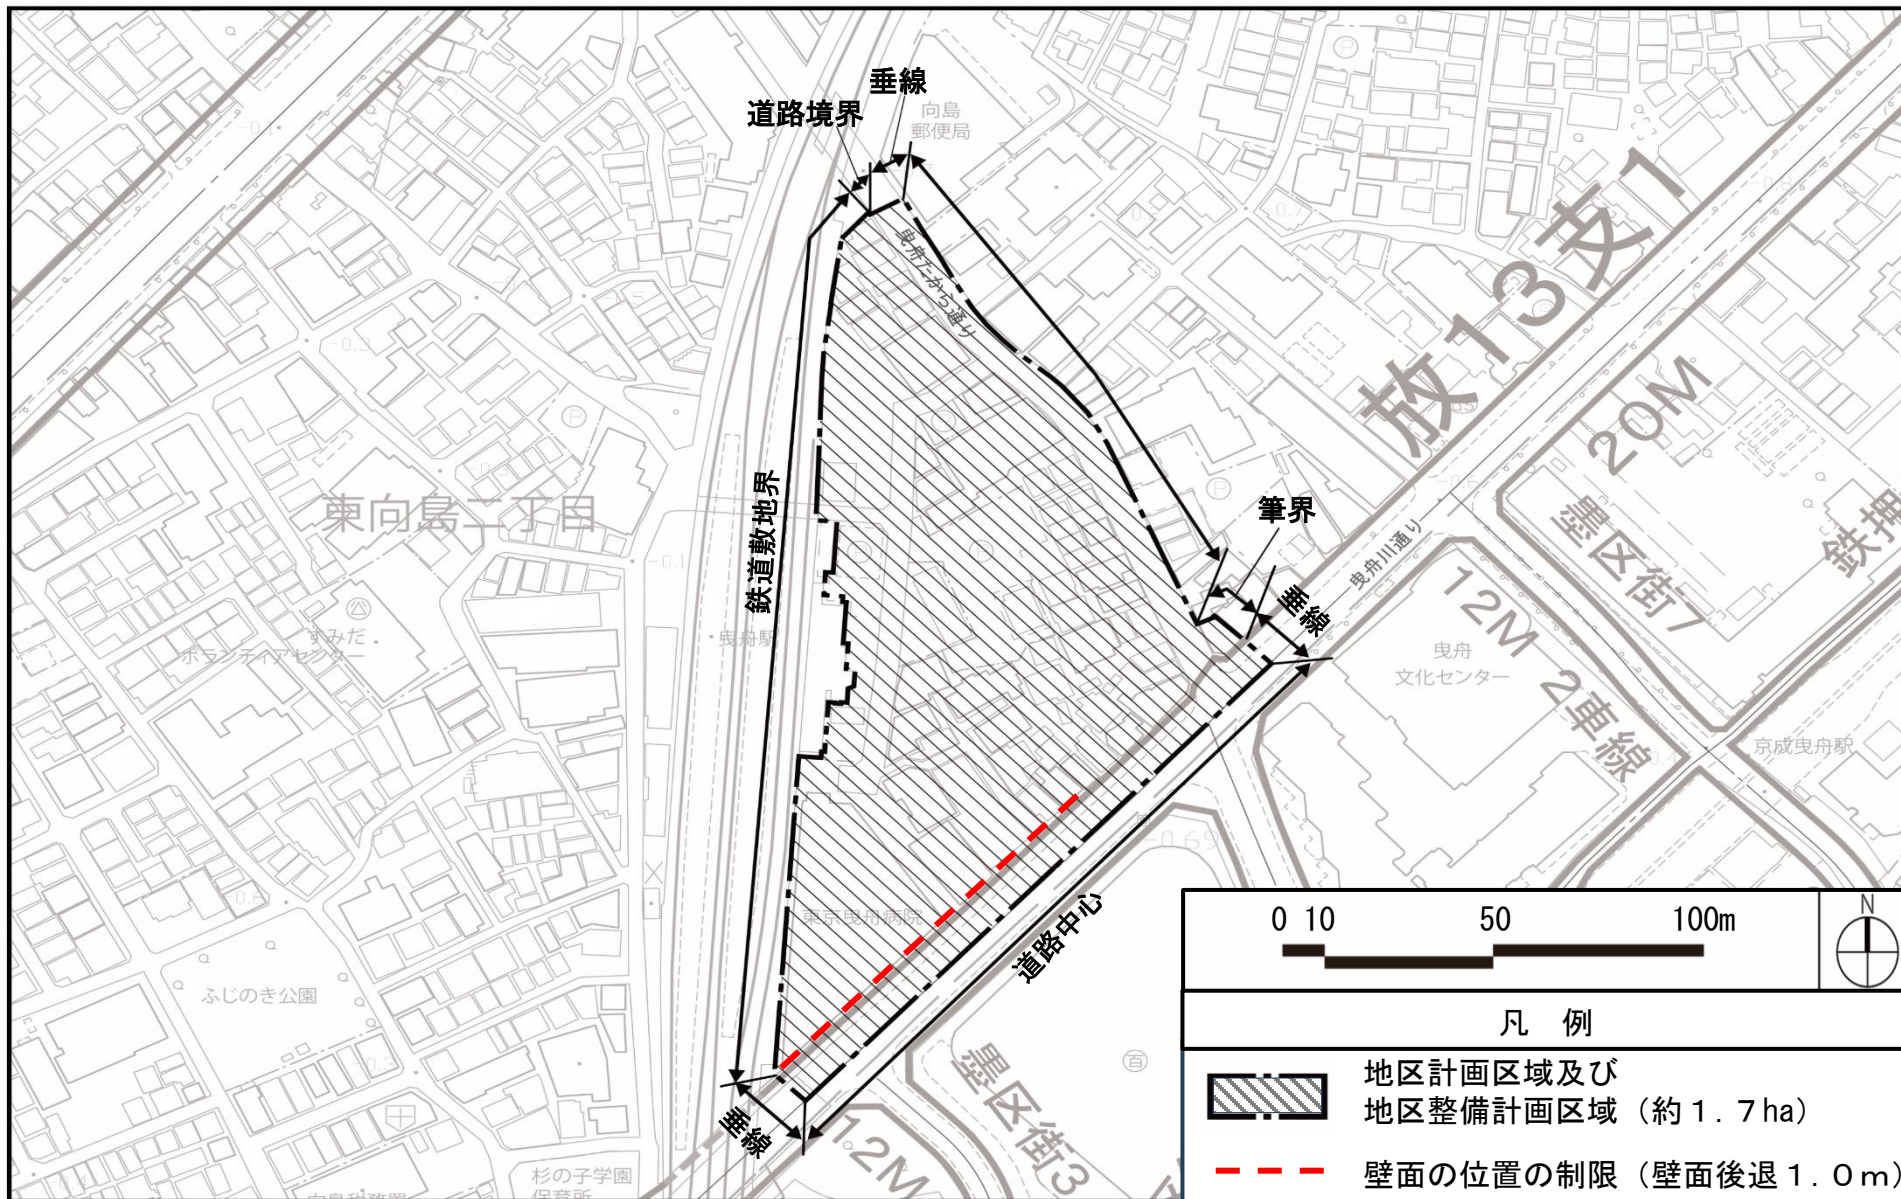 垂線
道路境界
向島
郵便局
曳舟たから通り
放13支1
20M
東向島二丁目
鉄道敷地界
筆界
曳舟川通り
墨区街7
垂線
12M 2車線
すみだ
ボランティアセンター
曳舟駅
曳舟
文化センター
京成曳舟駅
東京曳舟病院
道路中心
ふじのき公園
墨区街3
百
垂線
12M
杉の子学園
保育所
0 10 50 100m
N
凡 例
地区計画区域及び
地区整備計画区域（約1.7ha）
壁面の位置の制限（壁面後退1.0m）